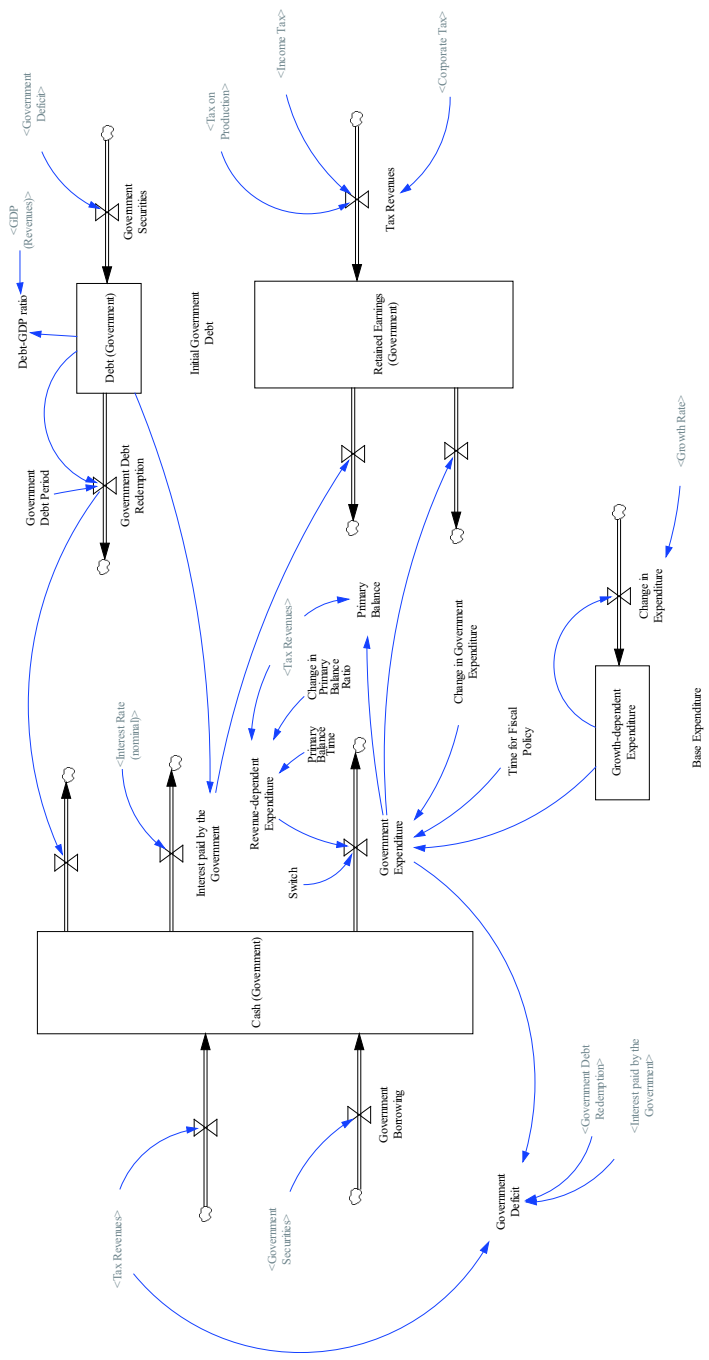 <Tax Revenues>
<Government
Securities>
Government
Borrowing
Government
Deficit
<Government Debt
Redemption>
<Interest paid by the
Government>
Cash (Government)
<Interest Rate
(nominal)>
Interest paid by the
Government
Switch
Revenue-dependent
Expenditure
Primary
Balance
Time
Change in
Primary
Balance
Ratio
<Tax Revenues>
Primary
Balance
Government
Expenditure
Change in Government
Expenditure
Time for Fiscal
Policy
Growth-dependent
Expenditure
Base Expenditure
Change in
Expenditure
<Growth Rate>
Government
Debt Period
Government Debt
Redemption
Debt (Government)
Debt-GDP ratio
<GDP
(Revenues)>
Initial Government
Debt
Government
Securities
<Government
Deficit>
Retained Earnings
(Government)
Tax Revenues
<Tax on
Production>
<Income Tax>
<Corporate Tax>